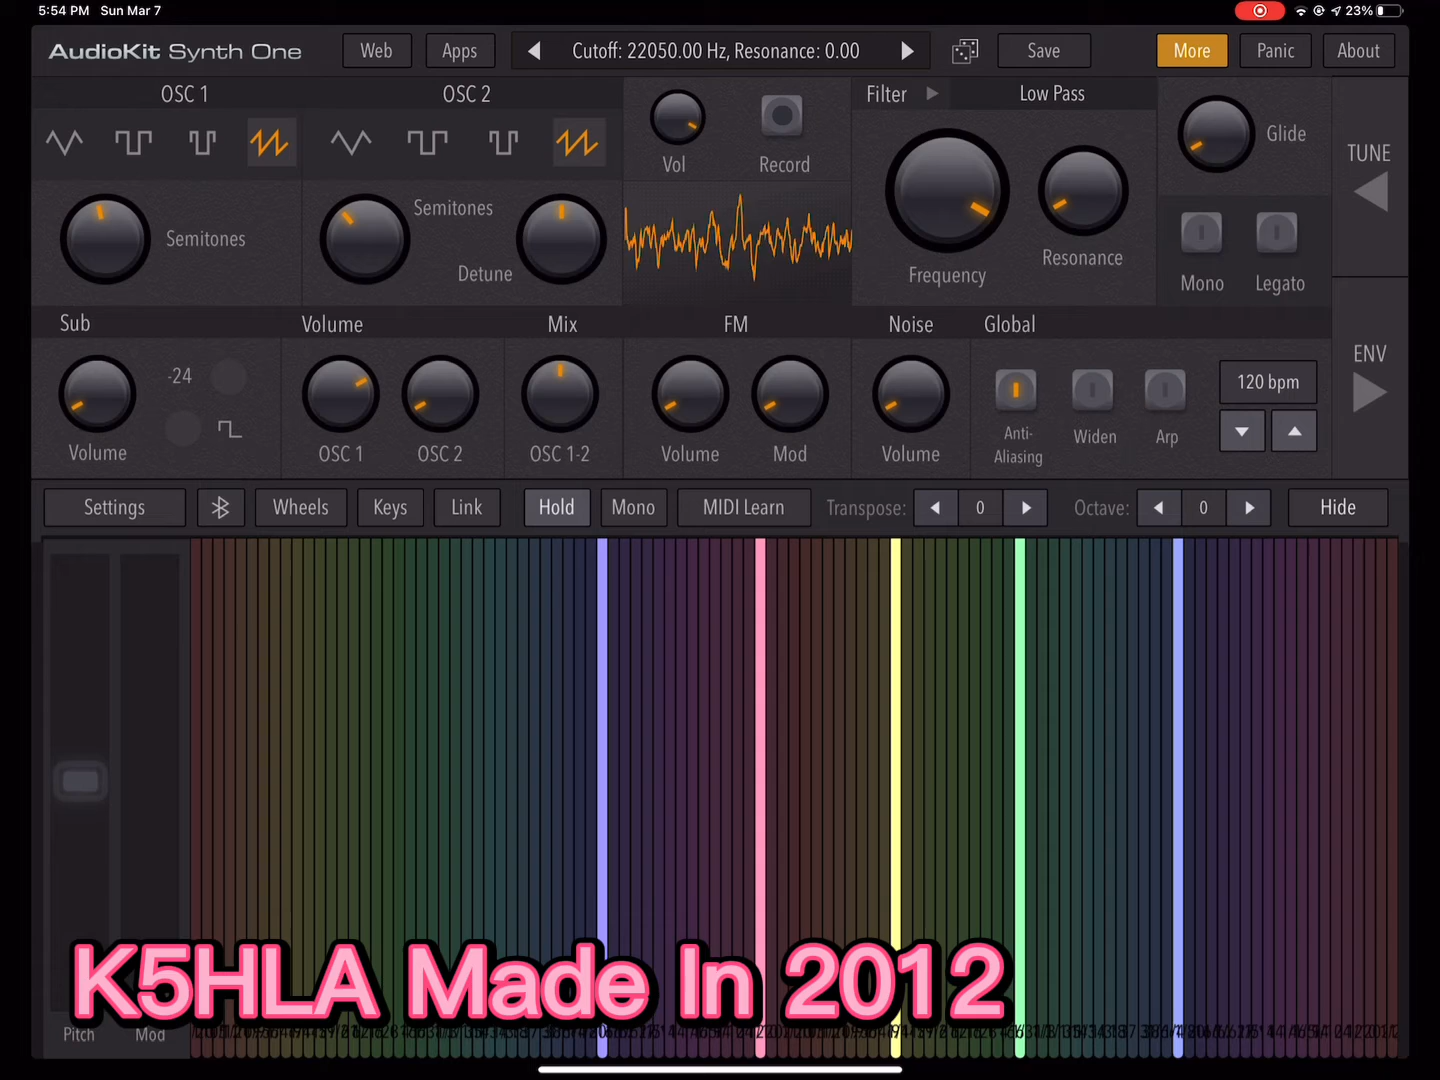 5:54 PM Sun Mar 7 23%
AudioKit Synth One Web Apps Cutoff: 22050.00 Hz, Resonance: 0.00 Save More Panic About
OSC 1 OSC 2 Filter Low Pass
Glide
Vol Record
TUNE
Semitones
Semitones
Detune
Frequency Resonance
Mono Legato
Sub Volume Mix FM Noise Global
ENV
-24
120 bpm
Volume OSC 1 OSC 2 OSC 1-2 Volume Mod Volume
Anti-
Aliasing
Widen Arp
Settings Wheels Keys Link Hold Mono MIDI Learn Transpose: 0 Octave: 0 Hide
K5HLA Made In 2012
Pitch Mod